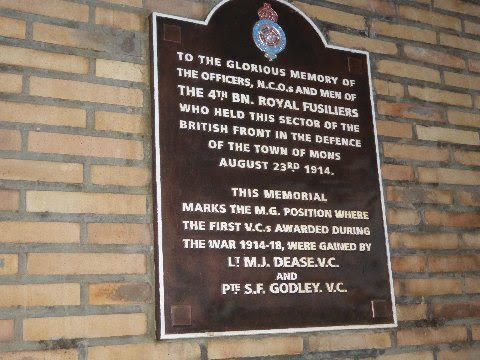 TO THE GLORIOUS MEMORY OF
THE OFFICERS, N.C.Os AND MEN OF
THE 4TH BN. ROYAL FUSILIERS
WHO HELD THIS SECTOR OF THE
BRITISH FRONT IN THE DEFENCE
OF THE TOWN OF MONS
AUGUST 23RD 1914.
THIS MEMORIAL
MARKS THE M.G. POSITION WHERE
THE FIRST V.C.s AWARDED DURING
THE WAR 1914-18, WERE GAINED BY
LT M.J. DEASE.V.C.
AND
PTE S.F. GODLEY. V.C.